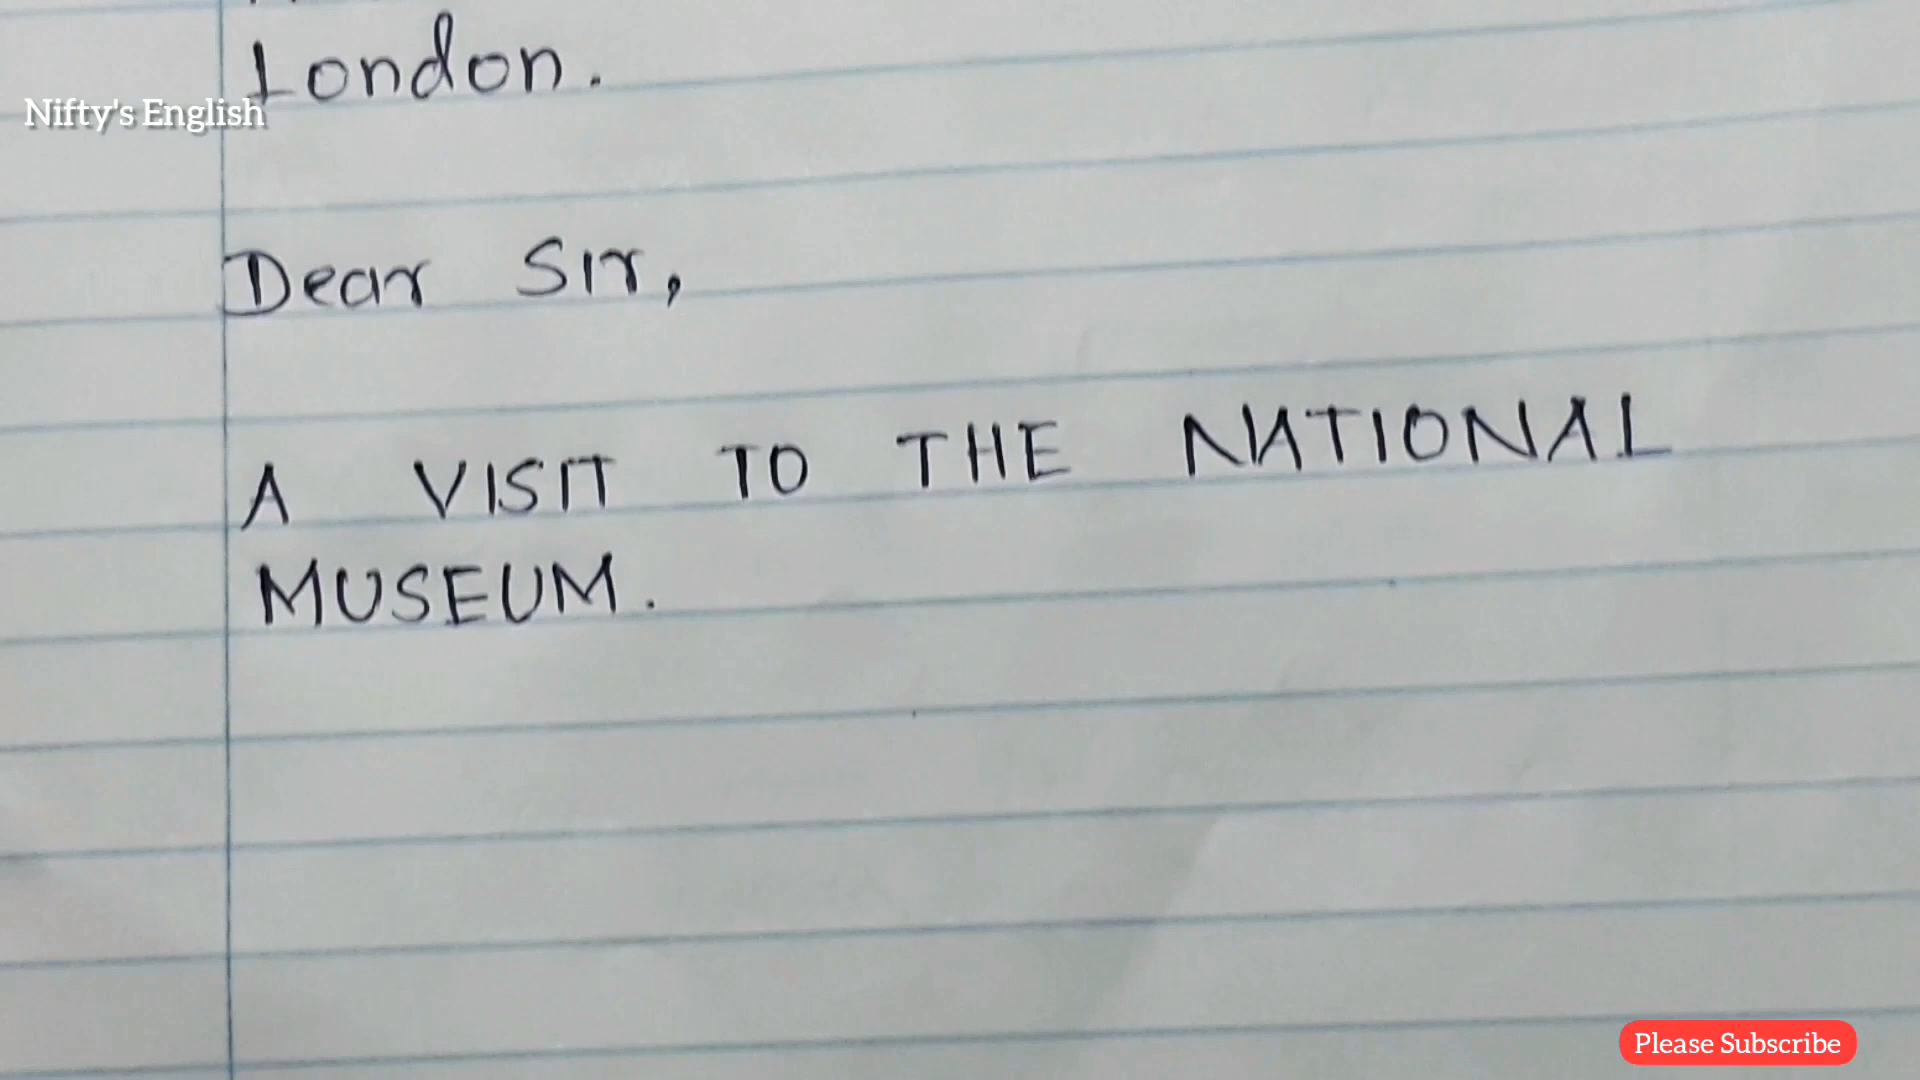 London.
Nifty's English
Dear Sir,
A VISIT TO THE NATIONAL
MUSEUM.
Please Subscribe